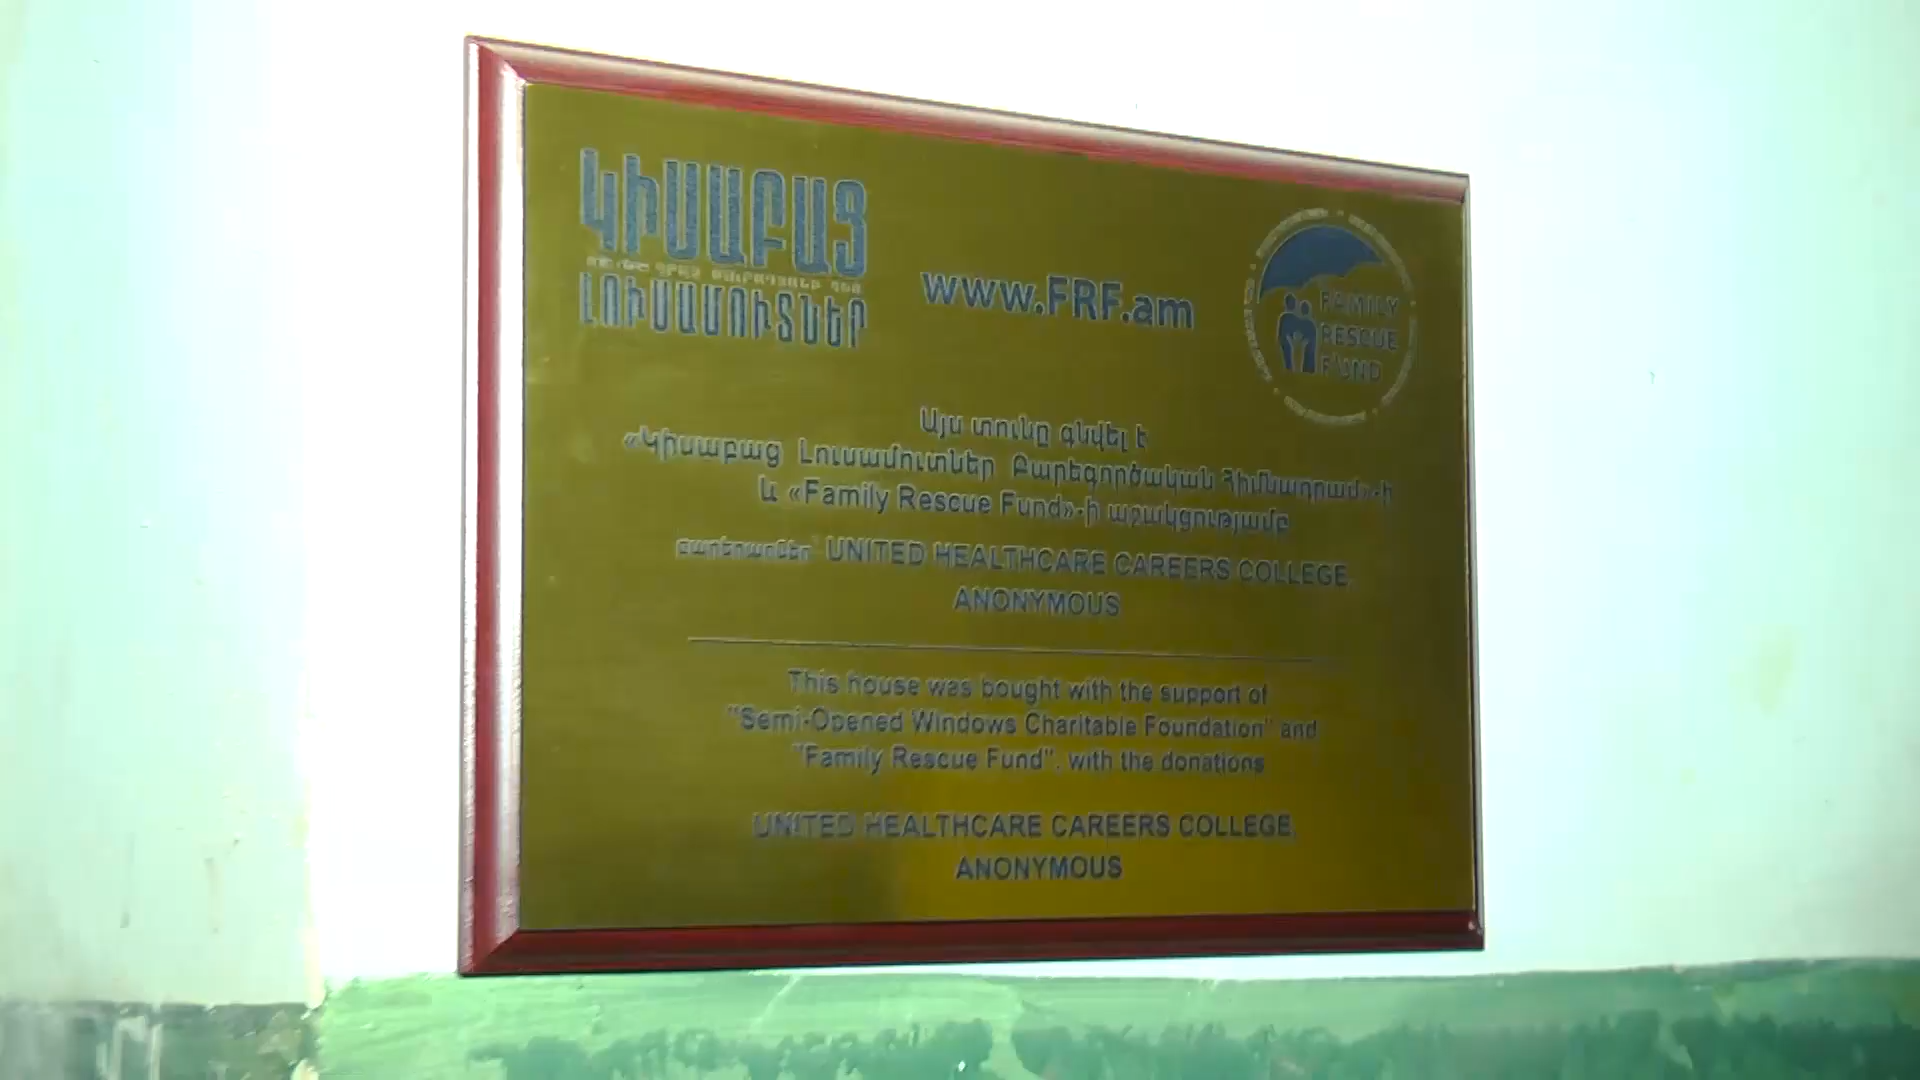 ԿԻՍԱԲԱՑ
ԼՈՒՍԱՄՈՒՏՆԵՐ
www.FRF.am
FAMILY
RESCUE
FUND
Այս տունը գնվել է
«Կիսաբաց Լուսամուտներ Բարեգործական Հիմնադրամ»-ի
և «Family Rescue Fund»-ի աջակցությամբ
բարերարներ՝ UNITED HEALTHCARE CAREERS COLLEGE,
ANONYMOUS
This house was bought with the support of
"Semi-Opened Windows Charitable Foundation" and
"Family Rescue Fund", with the donations
UNITED HEALTHCARE CAREERS COLLEGE,
ANONYMOUS